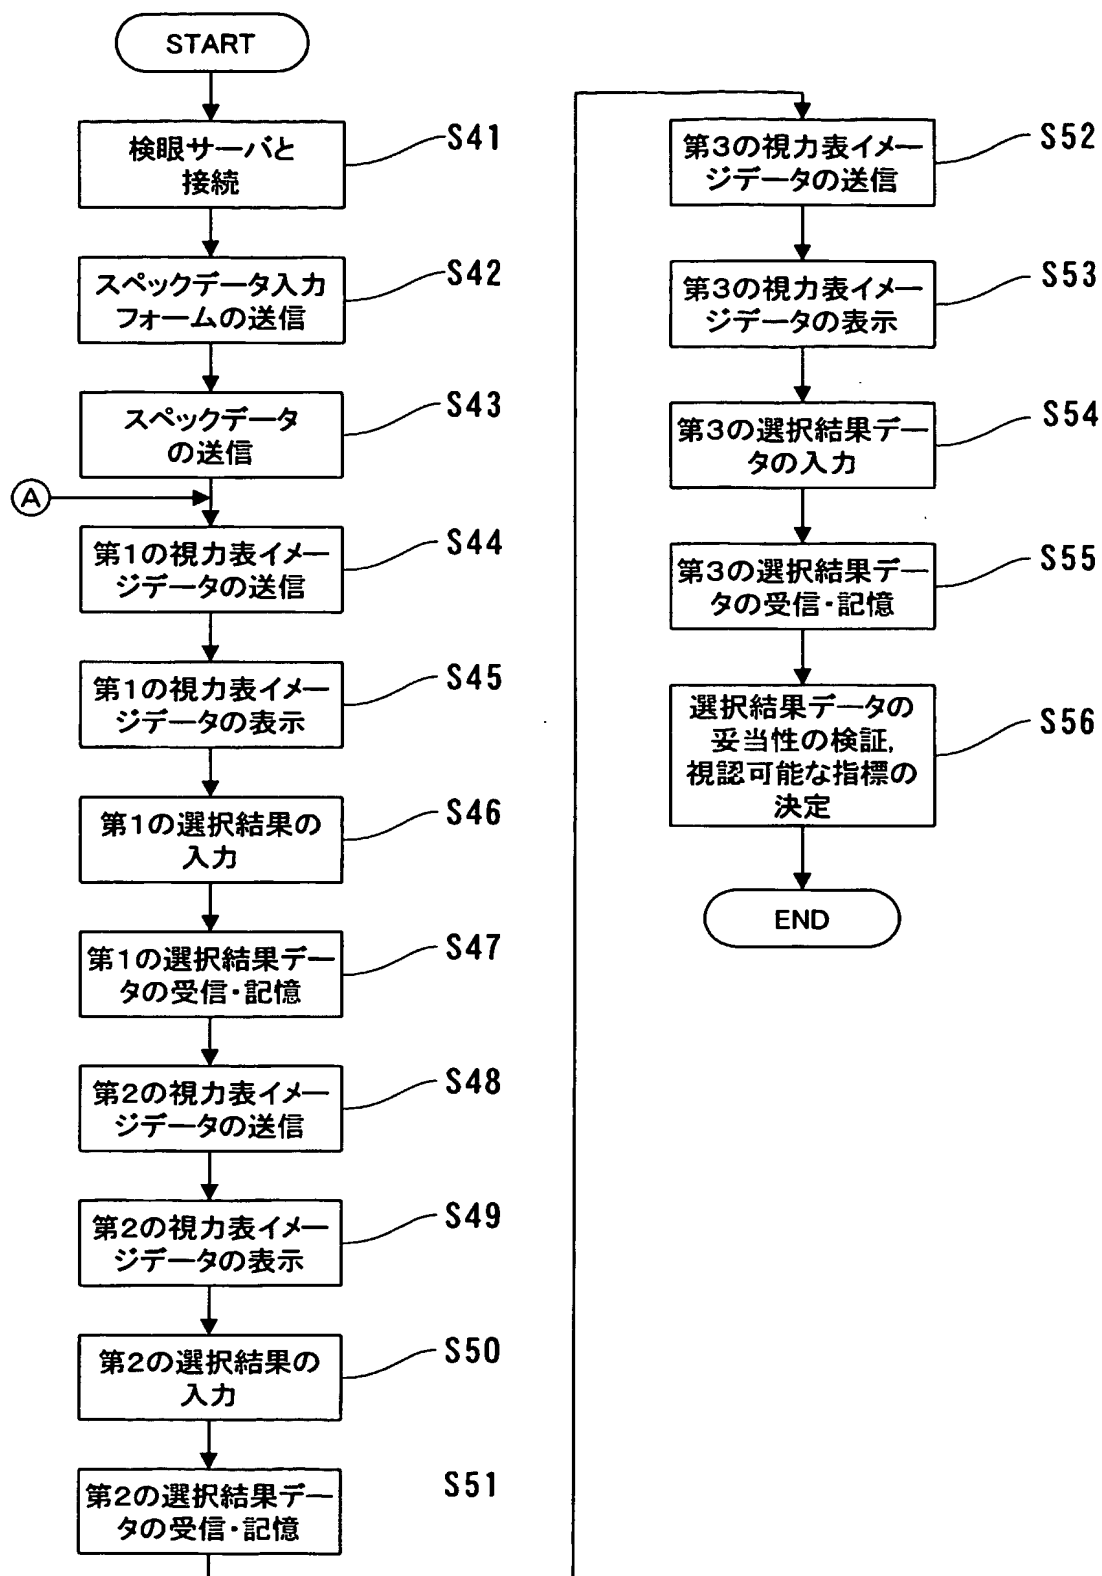 START
検眼サーバと
接続
S41
スペックデータ入力
フォームの送信
S42
スペックデータ
の送信
S43
A
第1の視力表イメー
ジデータの送信
S44
第1の視力表イメー
ジデータの表示
S45
第1の選択結果の
入力
S46
第1の選択結果デー
タの受信・記憶
S47
第2の視力表イメー
ジデータの送信
S48
第2の視力表イメー
ジデータの表示
S49
第2の選択結果の
入力
S50
第2の選択結果デー
タの受信・記憶
S51
第3の視力表イメー
ジデータの送信
S52
第3の視力表イメー
ジデータの表示
S53
第3の選択結果デー
タの入力
S54
第3の選択結果デー
タの受信・記憶
S55
選択結果データの
妥当性の検証,
視認可能な指標の
決定
S56
END